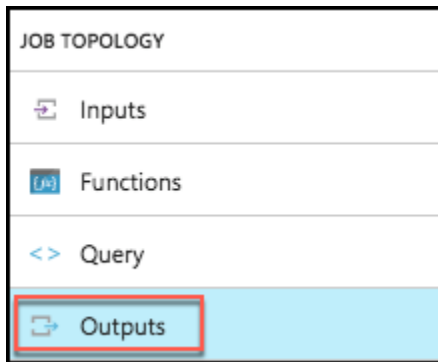 JOB TOPOLOGY
Inputs
Functions
<> Query
Outputs